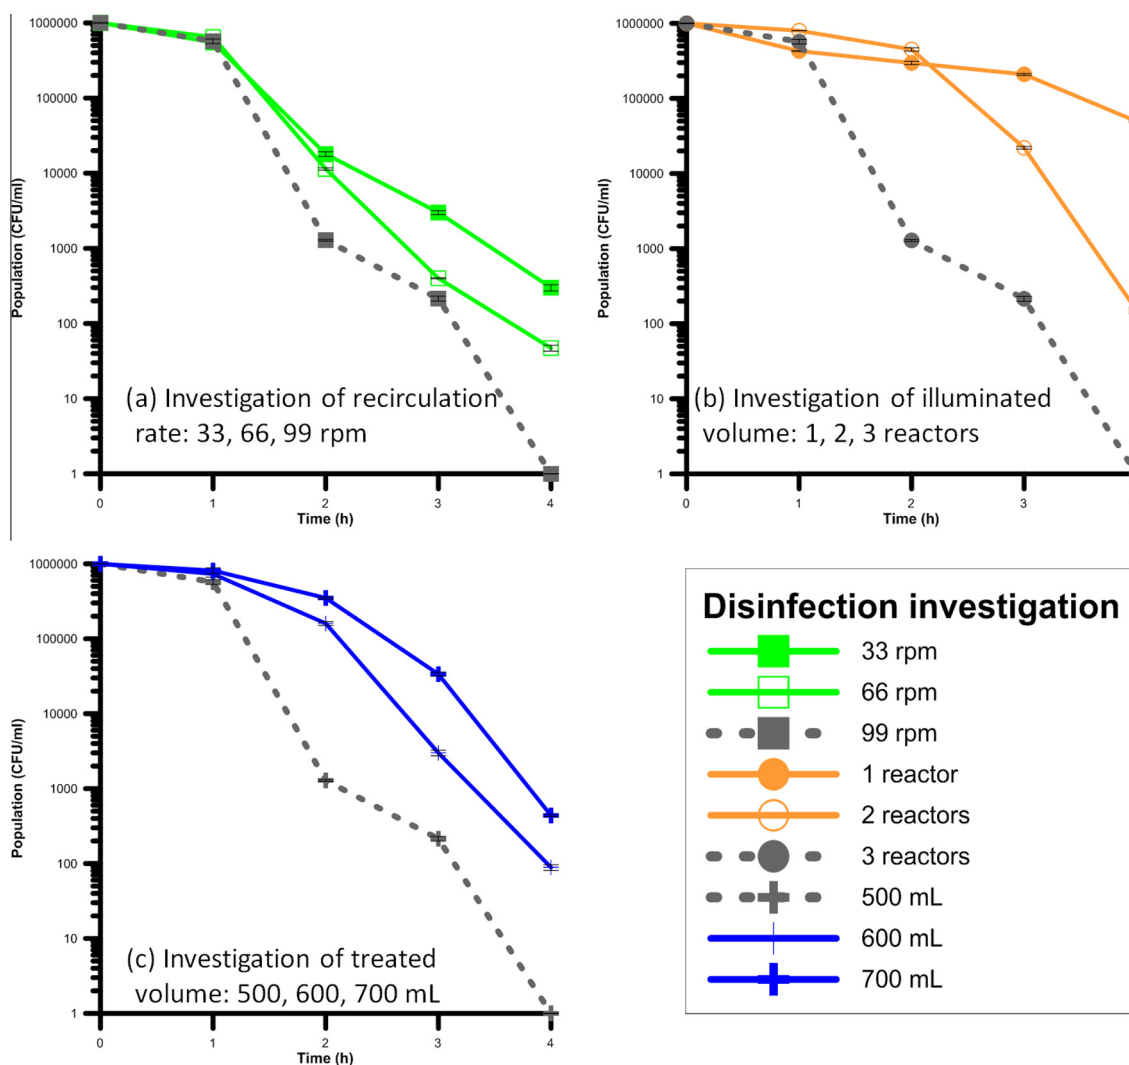 1000000
100000
10000
1000
100
10
1
Population (CFU/ml)
(a) Investigation of recirculation
rate: 33, 66, 99 rpm
0 1 2 3 4
Time (h)
1000000
100000
10000
1000
100
10
1
Population (CFU/ml)
(b) Investigation of illuminated
volume: 1, 2, 3 reactors
0 1 2 3
Time (h)
1000000
100000
10000
1000
100
10
1
Population (CFU/ml)
(c) Investigation of treated
volume: 500, 600, 700 mL
0 1 2 3 4
Time (h)
Disinfection investigation
33 rpm
66 rpm
99 rpm
1 reactor
2 reactors
3 reactors
500 mL
600 mL
700 mL